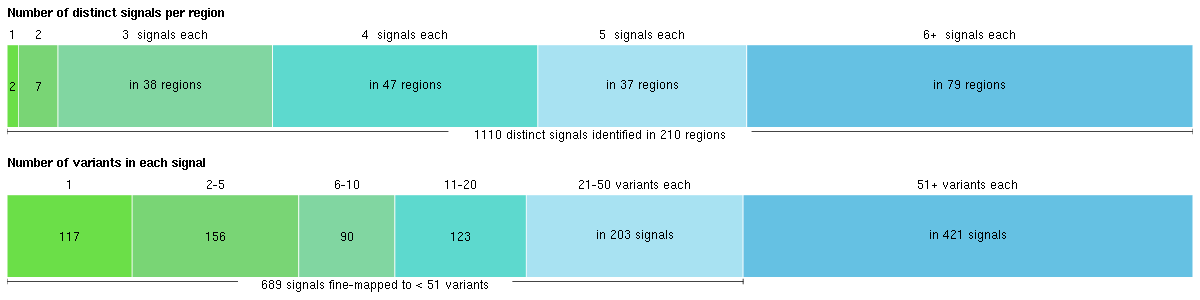 Number of distinct signals per region
1 2 3 signals each 4 signals each 5 signals each 6+ signals each
2 7 in 38 regions in 47 regions in 37 regions in 79 regions
1110 distinct signals identified in 210 regions
Number of variants in each signal
1 2-5 6-10 11-20 21-50 variants each 51+ variants each
117 156 90 123 in 203 signals in 421 signals
689 signals fine-mapped to < 51 variants